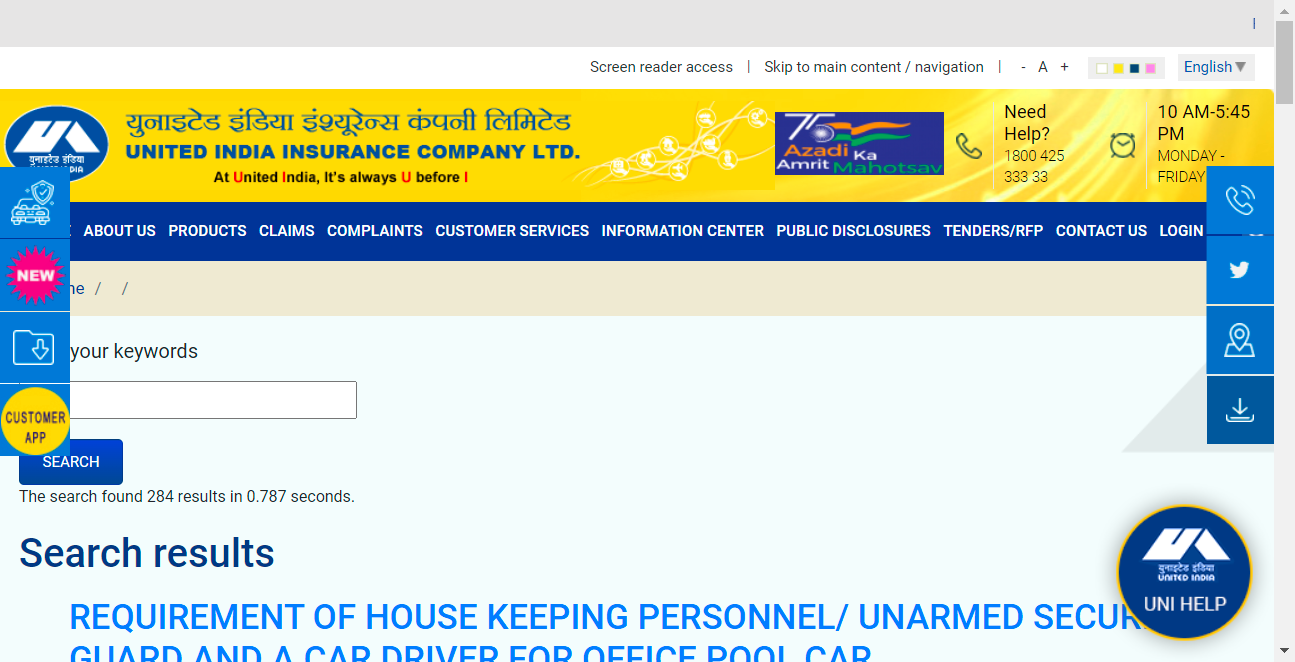 Screen reader access | Skip to main content / navigation | - A + English▼
युनाइटेड इंडिया इंश्यूरेन्स कंपनी लिमिटेड
UNITED INDIA INSURANCE COMPANY LTD.
At United India, It's always U before I
युनाइटेड इंडिया
75
Azadi Ka
Amrit Mahotsav
Need
Help?
1800 425
333 33
10 AM-5:45
PM
MONDAY -
FRIDAY
ABOUT US PRODUCTS CLAIMS COMPLAINTS CUSTOMER SERVICES INFORMATION CENTER PUBLIC DISCLOSURES TENDERS/RFP CONTACT US LOGIN
NEW
/ /
your keywords
CUSTOMER
APP
SEARCH
The search found 284 results in 0.787 seconds.
Search results
REQUIREMENT OF HOUSE KEEPING PERSONNEL/ UNARMED SECUR
GUARD AND A CAR DRIVER FOR OFFICE POOL CAR
युनाइटेड इंडिया
UNITED INDIA
UNI HELP